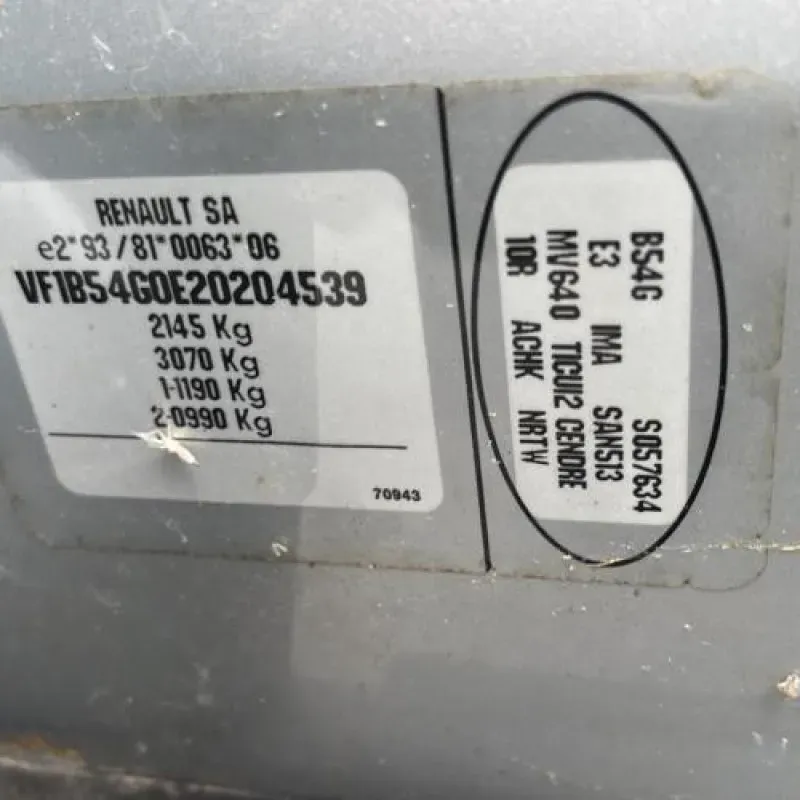 RENAULT SA
e2*93/81*0063*06
VF1B54G0E20204539
2145 Kg
3070 Kg
1-1190 Kg
2-0990 Kg
70943
B54G S057634
E3 IMA SAN513
MV640 TICUI2 CENDRE
10R ACHK NRTW